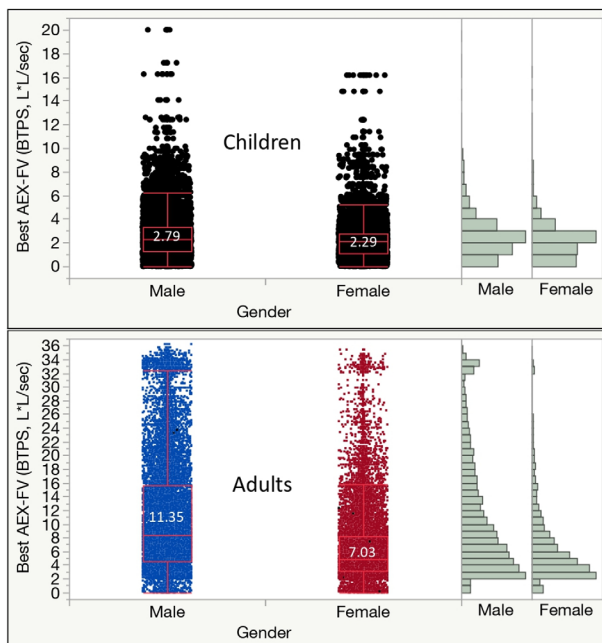 Best AEX-FV (BTPS, L*L/sec)
20
18
16
14
12
10
8
6
4
2
0
Children
2.79
2.29
Male
Female
Gender
Male
Female
Best AEX-FV (BTPS, L*L/sec)
36
34
32
30
28
26
24
22
20
18
16
14
12
10
8
6
4
2
0
Adults
11.35
7.03
Male
Female
Gender
Male
Female